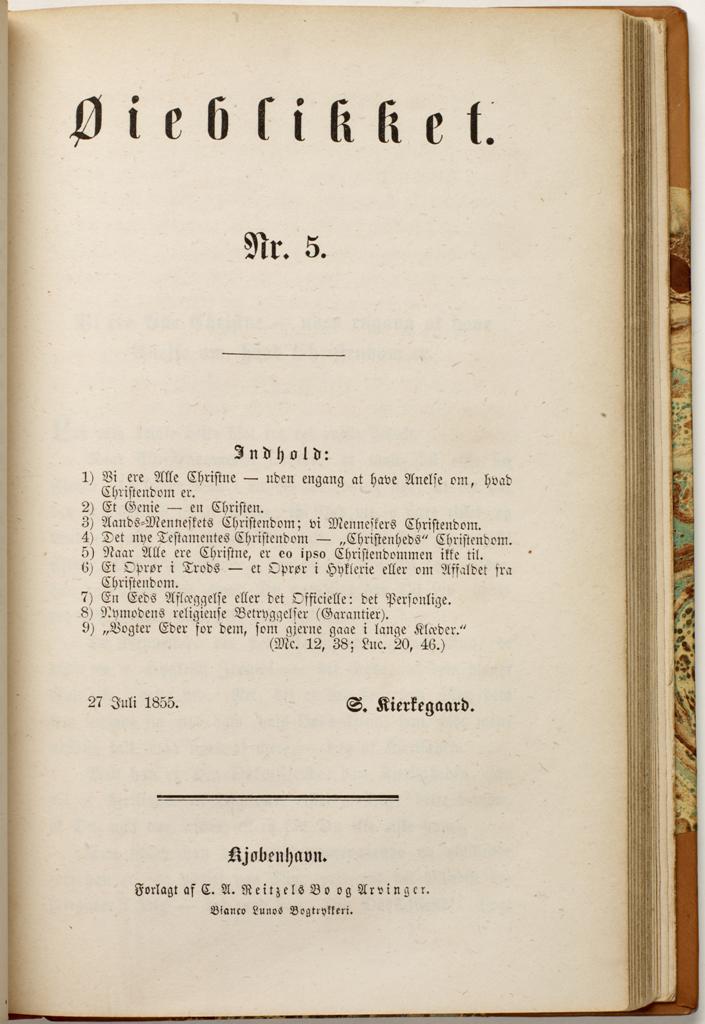 Øieblikket.
Nr. 5.
Indhold:
1) Vi ere Alle Christne — uden engang at have Anelse om, hvad
Christendom er.
2) Et Genie — en Christen.
3) Aands-Menneskets Christendom; vi Menneskers Christendom.
4) Det nye Testamentes Christendom — „Christenheds“ Christendom.
5) Naar Alle ere Christne, er eo ipso Christendommen ikke til.
6) Et Oprør i Trods — et Oprør i Hyklerie eller om Affaldet fra
Christendom.
7) En Eeds Aflæggelse eller det Officielle: det Personlige.
8) Nymodens religieuse Betryggelser (Garantier).
9) „Vogter Eder for dem, som gjerne gaae i lange Klæder.“
(Mc. 12, 38; Luc. 20, 46.)
27 Juli 1855.
S. Kierkegaard.
Kjøbenhavn.
Forlagt af C. A. Reitzels Bo og Arvinger.
Bianco Lunos Bogtrykkeri.